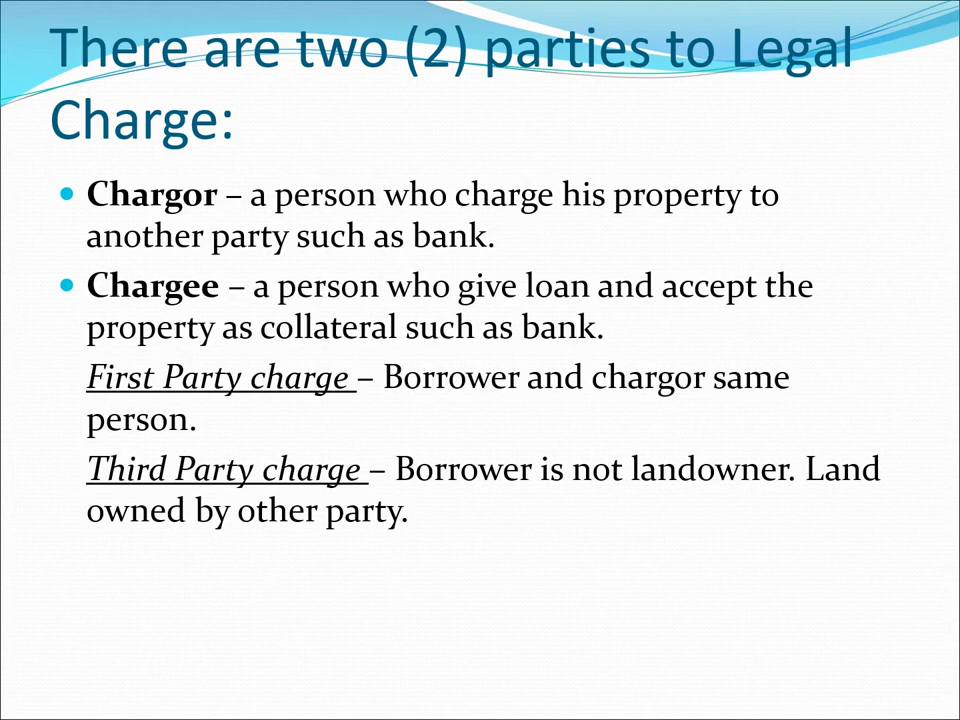 There are two (2) parties to Legal
Charge:
Chargor – a person who charge his property to
another party such as bank.
Chargee – a person who give loan and accept the
property as collateral such as bank.
First Party charge – Borrower and chargor same
person.
Third Party charge – Borrower is not landowner. Land
owned by other party.